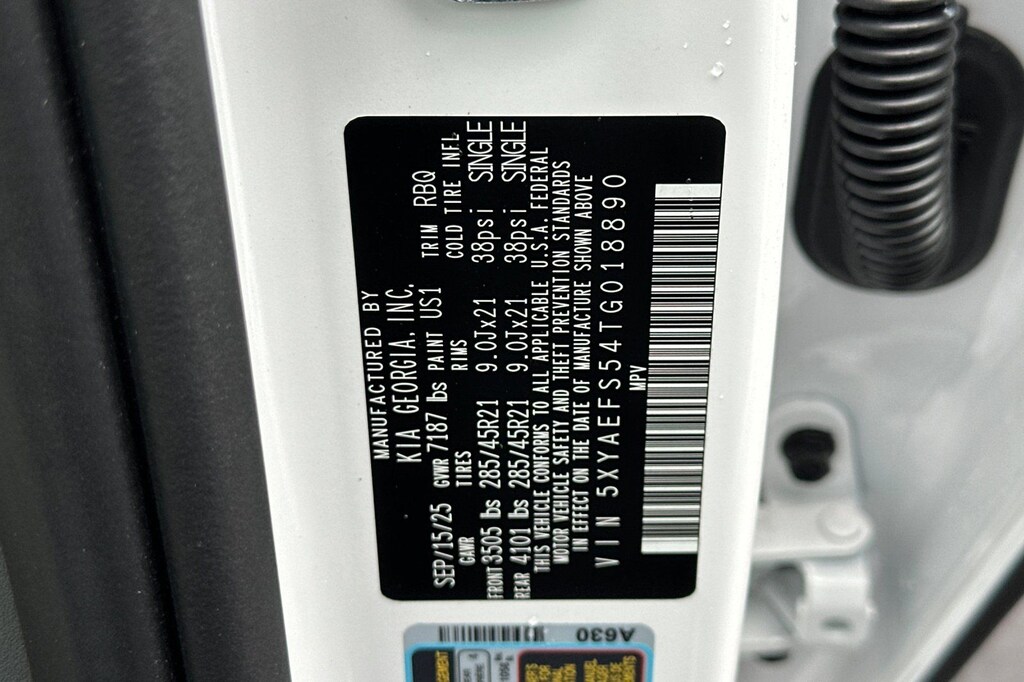 MANUFACTURED BY
KIA GEORGIA, INC.
SEP/15/25 GVWR 7187 lbs PAINT US1 TRIM RBQ
GAWR TIRES RIMS COLD TIRE INFL
FRONT 3505 lbs 285/45R21 9.0Jx21 38psi SINGLE
REAR 4101 lbs 285/45R21 9.0Jx21 38psi SINGLE
THIS VEHICLE CONFORMS TO ALL APPLICABLE U.S.A. FEDERAL
MOTOR VEHICLE SAFETY AND THEFT PREVENTION STANDARDS
IN EFFECT ON THE DATE OF MANUFACTURE SHOWN ABOVE
VIN 5XYAEFS54TG018890
MPV
A630